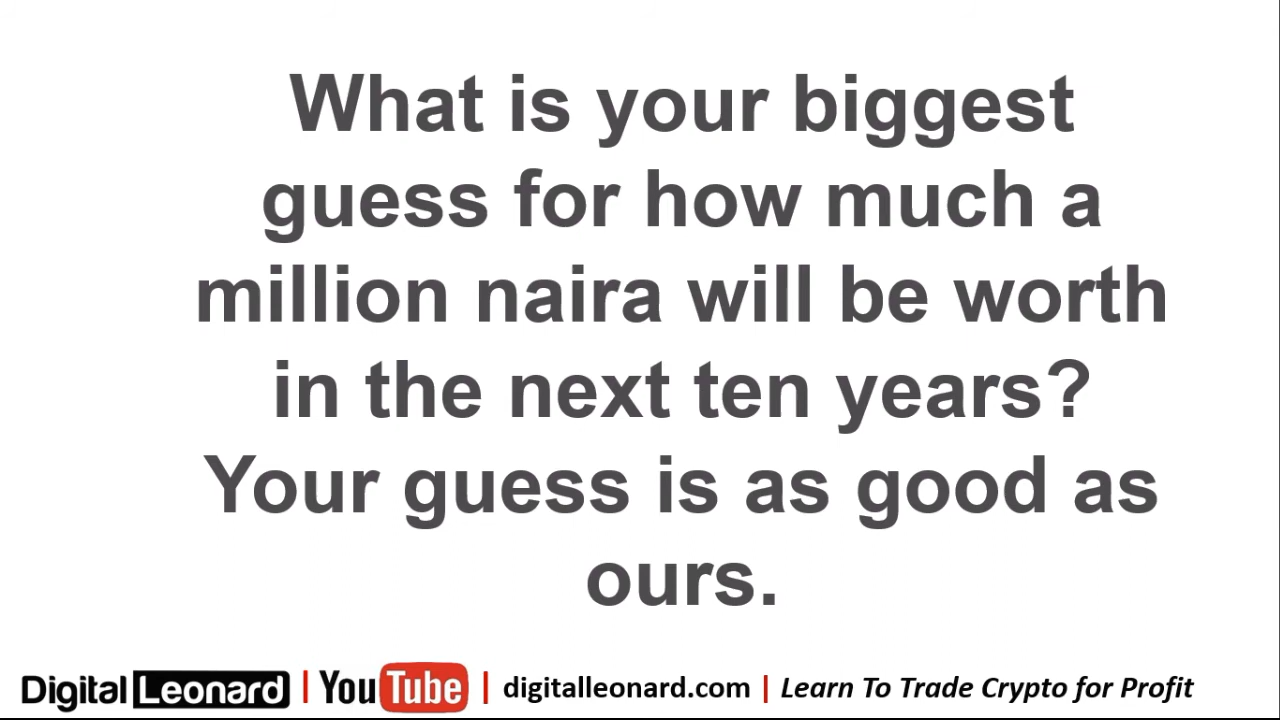 What is your biggest
guess for how much a
million naira will be worth
in the next ten years?
Your guess is as good as
ours.
Digital Leonard | YouTube | digitalleonard.com | Learn To Trade Crypto for Profit